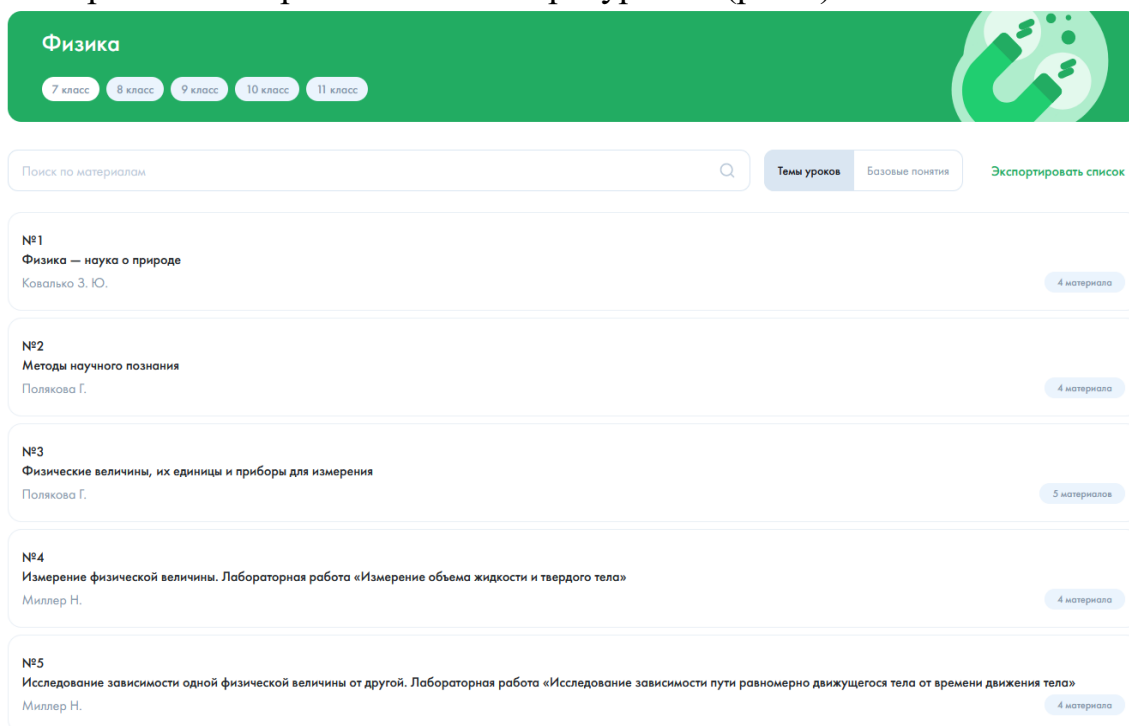 Физика
7 класс 8 класс 9 класс 10 класс 11 класс
Поиск по материалам Темы уроков Базовые понятия Экспортировать список
№1
Физика — наука о природе
Ковалько З. Ю.
4 материала
№2
Методы научного познания
Полякова Г.
4 материала
№3
Физические величины, их единицы и приборы для измерения
Полякова Г.
5 материалов
№4
Измерение физической величины. Лабораторная работа «Измерение объема жидкости и твердого тела»
Миллер Н.
4 материала
№5
Исследование зависимости одной физической величины от другой. Лабораторная работа «Исследование зависимости пути равномерно движущегося тела от времени движения тела»
Миллер Н.
4 материала